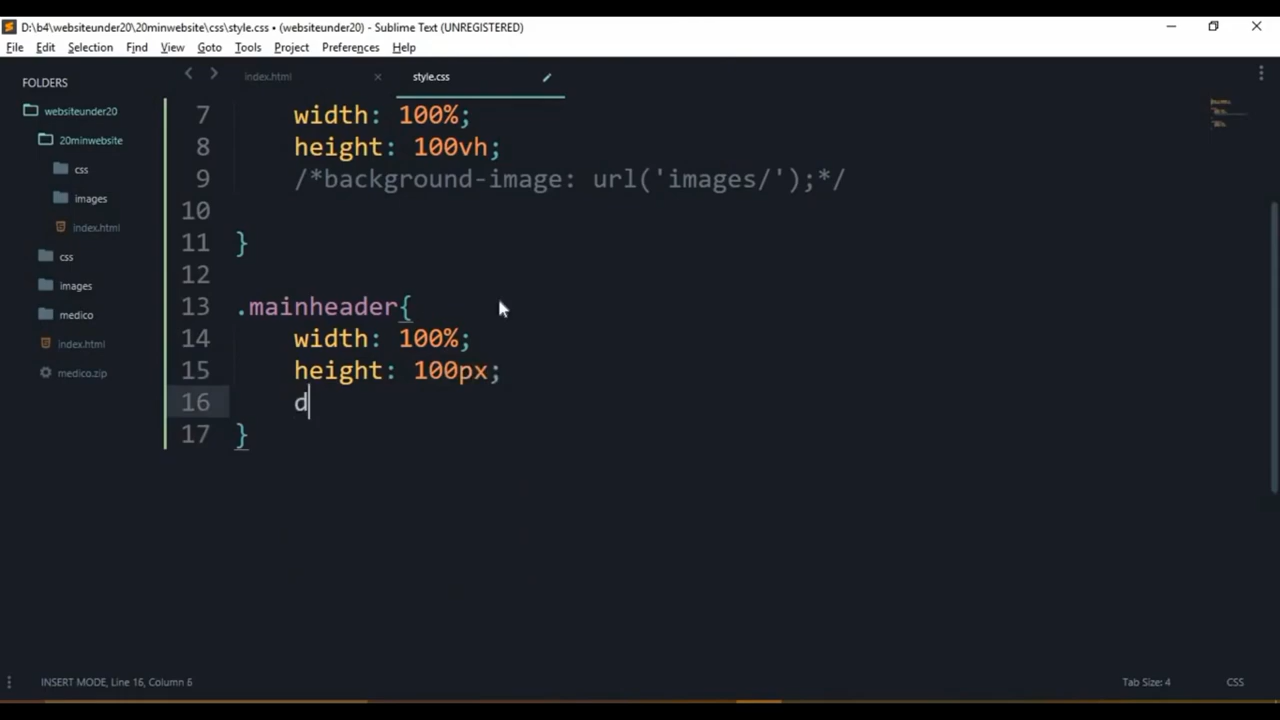 D:\b4\websiteunder20\20minwebsite\css\style.css • (websiteunder20) - Sublime Text (UNREGISTERED)
File Edit Selection Find View Goto Tools Project Preferences Help
FOLDERS
websiteunder20
20minwebsite
css
images
index.html
css
images
medico
index.html
medico.zip
index.html
style.css
7 width: 100%;
8 height: 100vh;
9 /*background-image: url('images/');*/
10
11 }
12
13 .mainheader{
14 width: 100%;
15 height: 100px;
16 d
17 }
INSERT MODE, Line 16, Column 6
Tab Size: 4
CSS